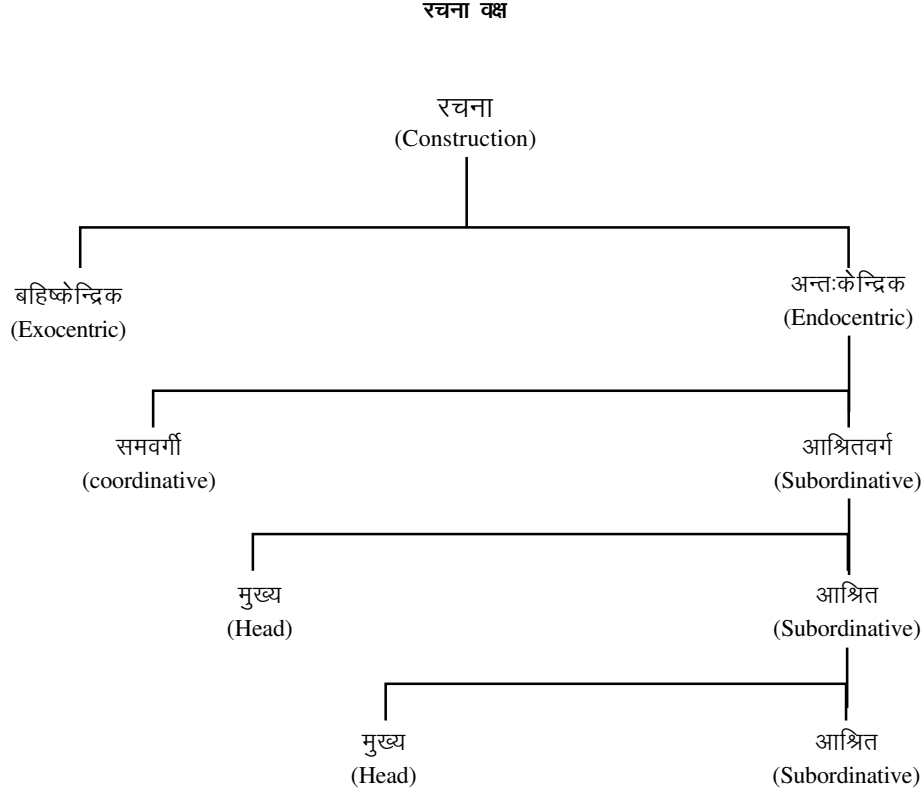 रचना वक्ष
रचना
(Construction)
बहिष्केन्द्रिक
(Exocentric)
अन्तःकेन्द्रिक
(Endocentric)
समवर्गी
(coordinative)
आश्रितवर्ग
(Subordinative)
मुख्य
(Head)
आश्रित
(Subordinative)
मुख्य
(Head)
आश्रित
(Subordinative)